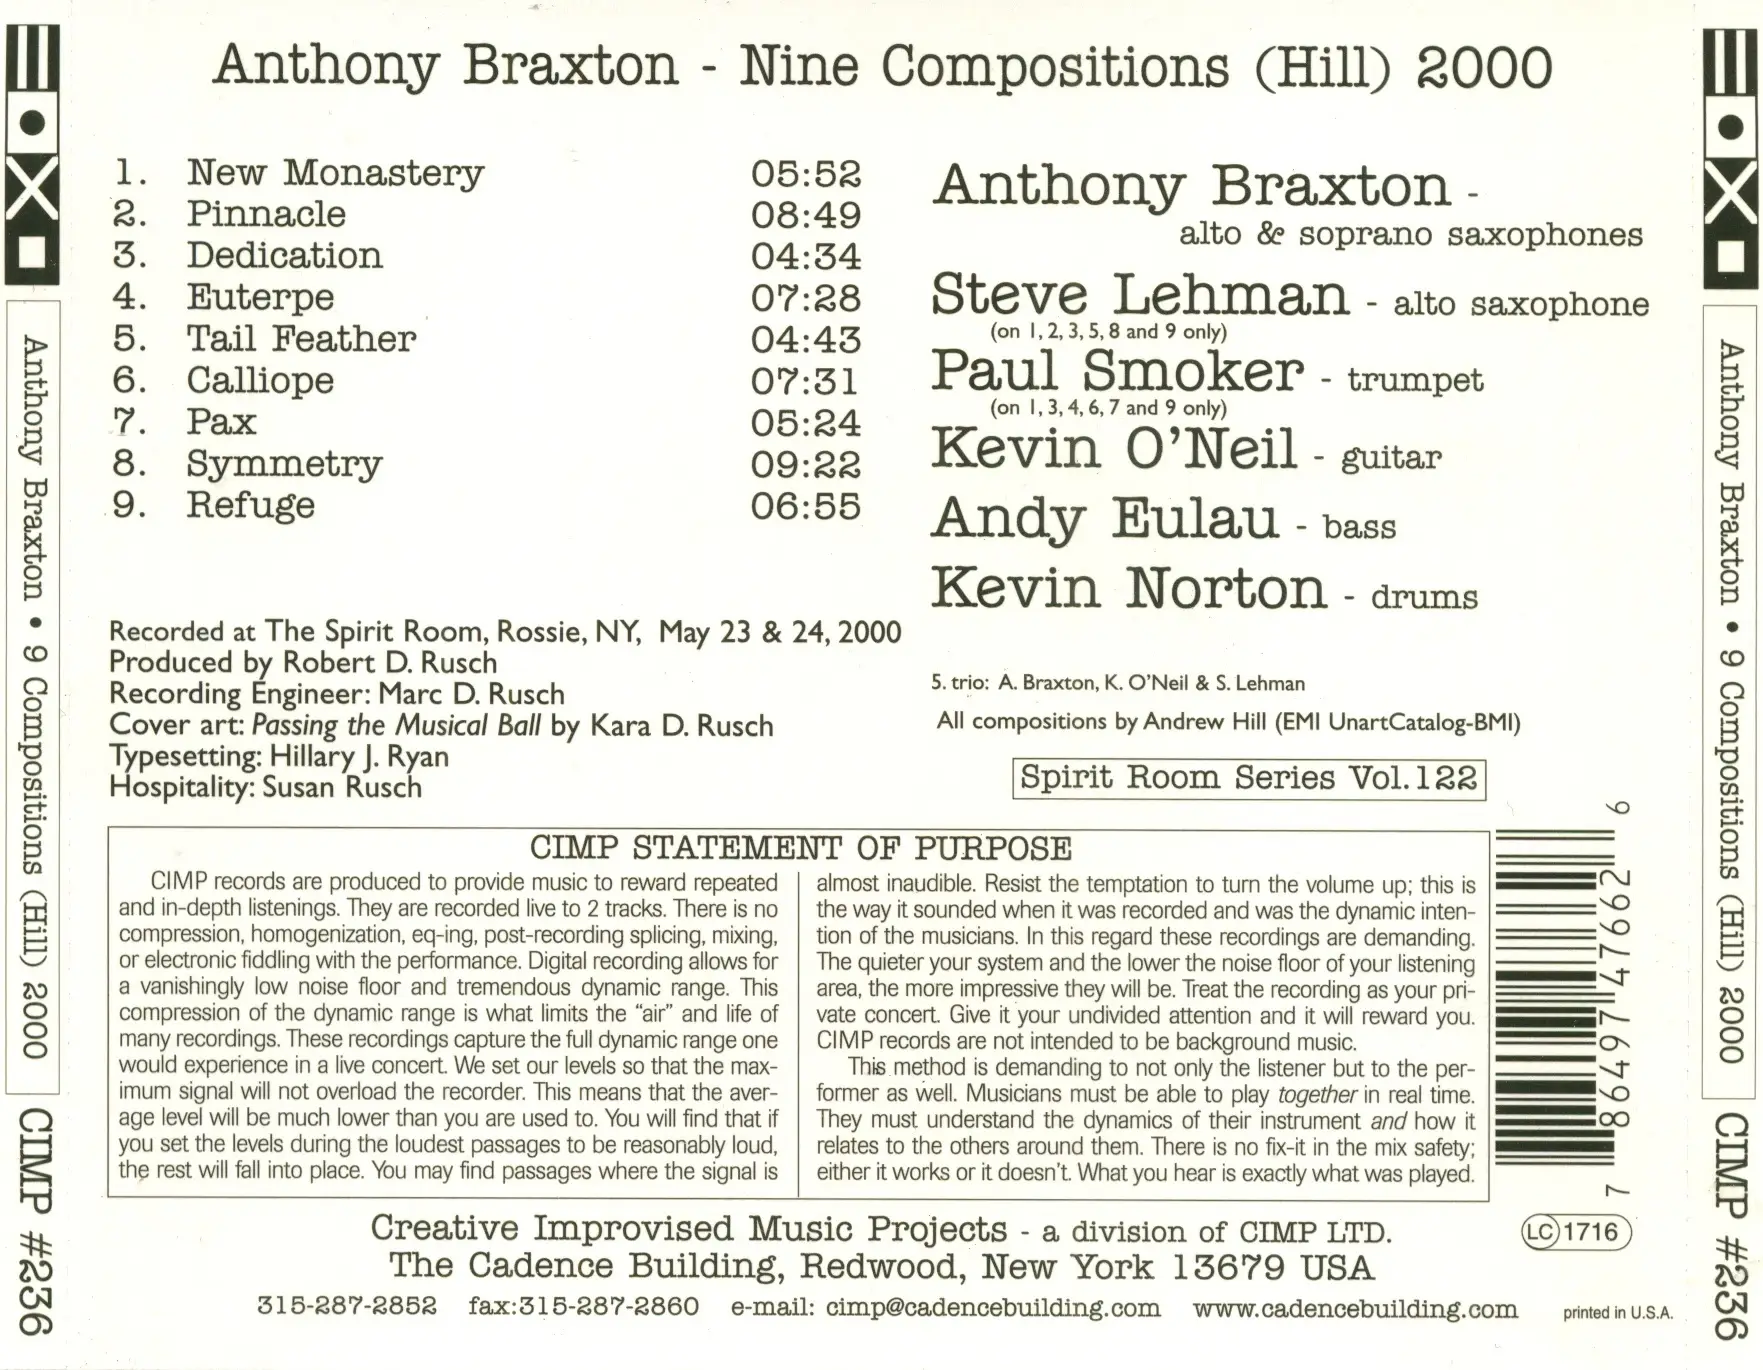 Anthony Braxton - Nine Compositions (Hill) 2000
1. New Monastery 05:52
2. Pinnacle 08:49
3. Dedication 04:34
4. Euterpe 07:28
5. Tail Feather 04:43
6. Calliope 07:31
7. Pax 05:24
8. Symmetry 09:22
9. Refuge 06:55
Anthony Braxton -
alto & soprano saxophones
Steve Lehman - alto saxophone
(on 1, 2, 3, 5, 8 and 9 only)
Paul Smoker - trumpet
(on 1, 3, 4, 6, 7 and 9 only)
Kevin O'Neil - guitar
Andy Eulau - bass
Kevin Norton - drums
Recorded at The Spirit Room, Rossie, NY, May 23 & 24, 2000
Produced by Robert D. Rusch
Recording Engineer: Marc D. Rusch
Cover art: Passing the Musical Ball by Kara D. Rusch
Typesetting: Hillary J. Ryan
Hospitality: Susan Rusch
5. trio: A. Braxton, K. O'Neil & S. Lehman
All compositions by Andrew Hill (EMI UnartCatalog-BMI)
Spirit Room Series Vol.122
CIMP STATEMENT OF PURPOSE
CIMP records are produced to provide music to reward repeated
and in-depth listenings. They are recorded live to 2 tracks. There is no
compression, homogenization, eq-ing, post-recording splicing, mixing,
or electronic fiddling with the performance. Digital recording allows for
a vanishingly low noise floor and tremendous dynamic range. This
compression of the dynamic range is what limits the "air" and life of
many recordings. These recordings capture the full dynamic range one
would experience in a live concert. We set our levels so that the max-
imum signal will not overload the recorder. This means that the aver-
age level will be much lower than you are used to. You will find that if
you set the levels during the loudest passages to be reasonably loud,
the rest will fall into place. You may find passages where the signal is
almost inaudible. Resist the temptation to turn the volume up; this is
the way it sounded when it was recorded and was the dynamic inten-
tion of the musicians. In this regard these recordings are demanding.
The quieter your system and the lower the noise floor of your listening
area, the more impressive they will be. Treat the recording as your pri-
vate concert. Give it your undivided attention and it will reward you.
CIMP records are not intended to be background music.
This method is demanding to not only the listener but to the per-
former as well. Musicians must be able to play together in real time.
They must understand the dynamics of their instrument and how it
relates to the others around them. There is no fix-it in the mix safety;
either it works or it doesn't. What you hear is exactly what was played.
7 86497 47992 6
Creative Improvised Music Projects - a division of CIMP LTD.
The Cadence Building, Redwood, New York 13679 USA
315-287-2852 fax:315-287-2860 e-mail: cimp@cadencebuilding.com www.cadencebuilding.com
LC 1716
printed in U.S.A.
Anthony Braxton • 9 Compositions (Hill) 2000
CIMP #236
Anthony Braxton • 9 Compositions (Hill) 2000
CIMP #236